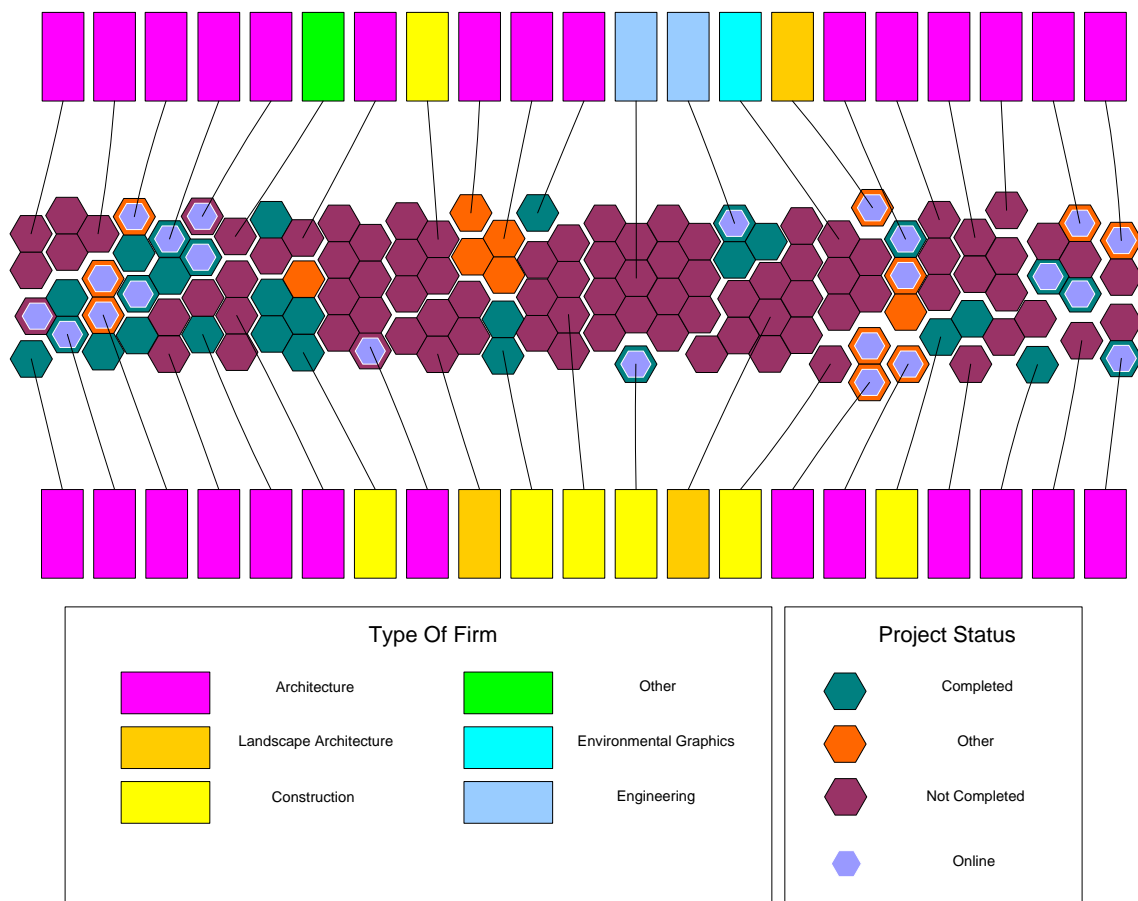 Type Of Firm
Project Status
Architecture
Other
Completed
Landscape Architecture
Environmental Graphics
Other
Construction
Engineering
Not Completed
Online